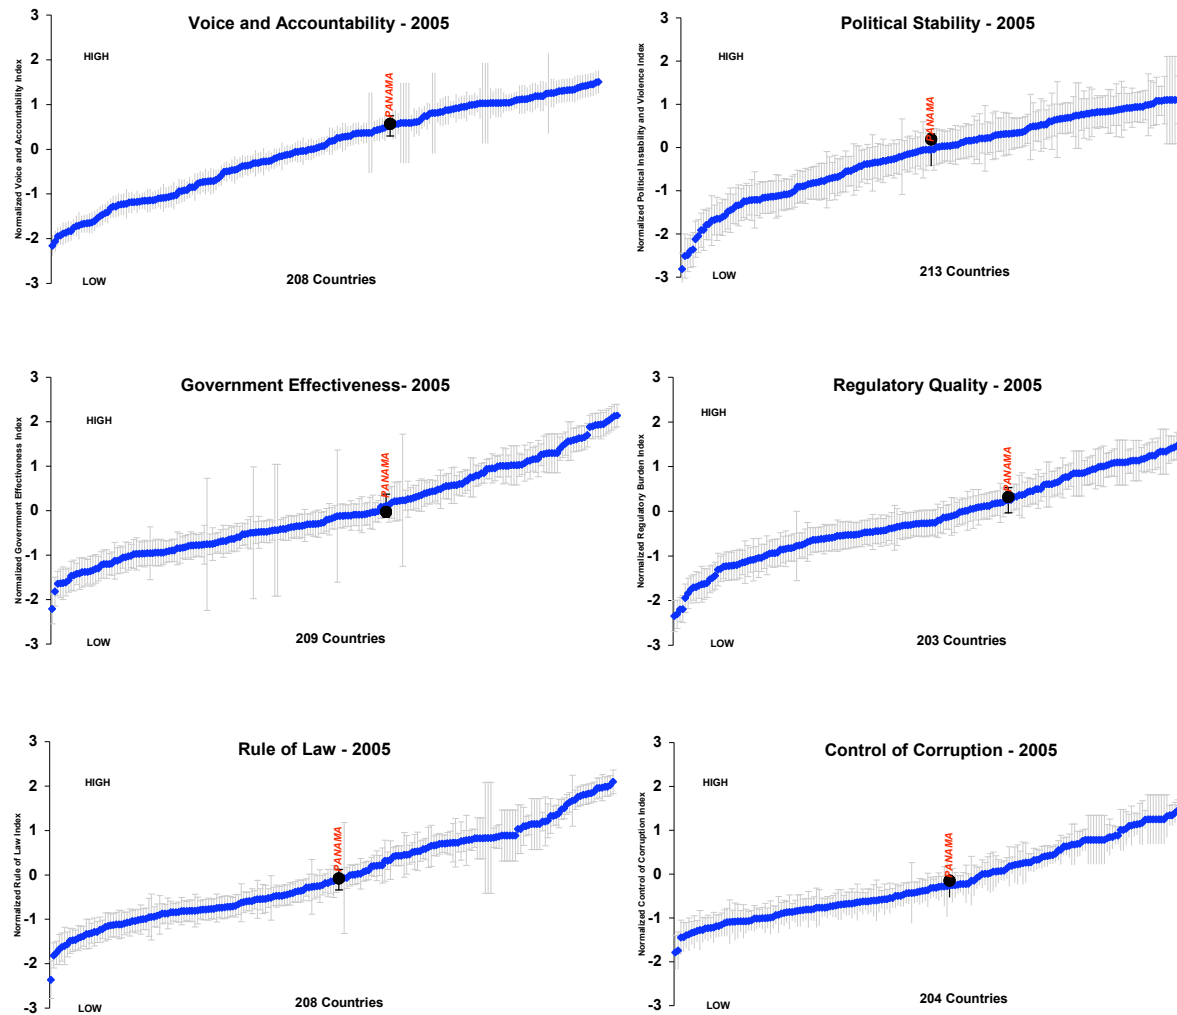 Voice and Accountability - 2005
Normalized Voice and Accountability Index
3
2
1
0
-1
-2
-3
HIGH
PANAMA
LOW
208 Countries
Political Stability - 2005
Normalized Political Instability and Violence Index
3
2
1
0
-1
-2
-3
HIGH
PANAMA
LOW
213 Countries
Government Effectiveness- 2005
Normalized Government Effectiveness Index
3
2
1
0
-1
-2
-3
HIGH
PANAMA
LOW
209 Countries
Regulatory Quality - 2005
Normalized Regulatory Burden Index
3
2
1
0
-1
-2
-3
HIGH
PANAMA
LOW
203 Countries
Rule of Law - 2005
Normalized Rule of Law Index
3
2
1
0
-1
-2
-3
HIGH
PANAMA
LOW
208 Countries
Control of Corruption - 2005
Normalized Control of Corruption Index
3
2
1
0
-1
-2
-3
HIGH
PANAMA
LOW
204 Countries